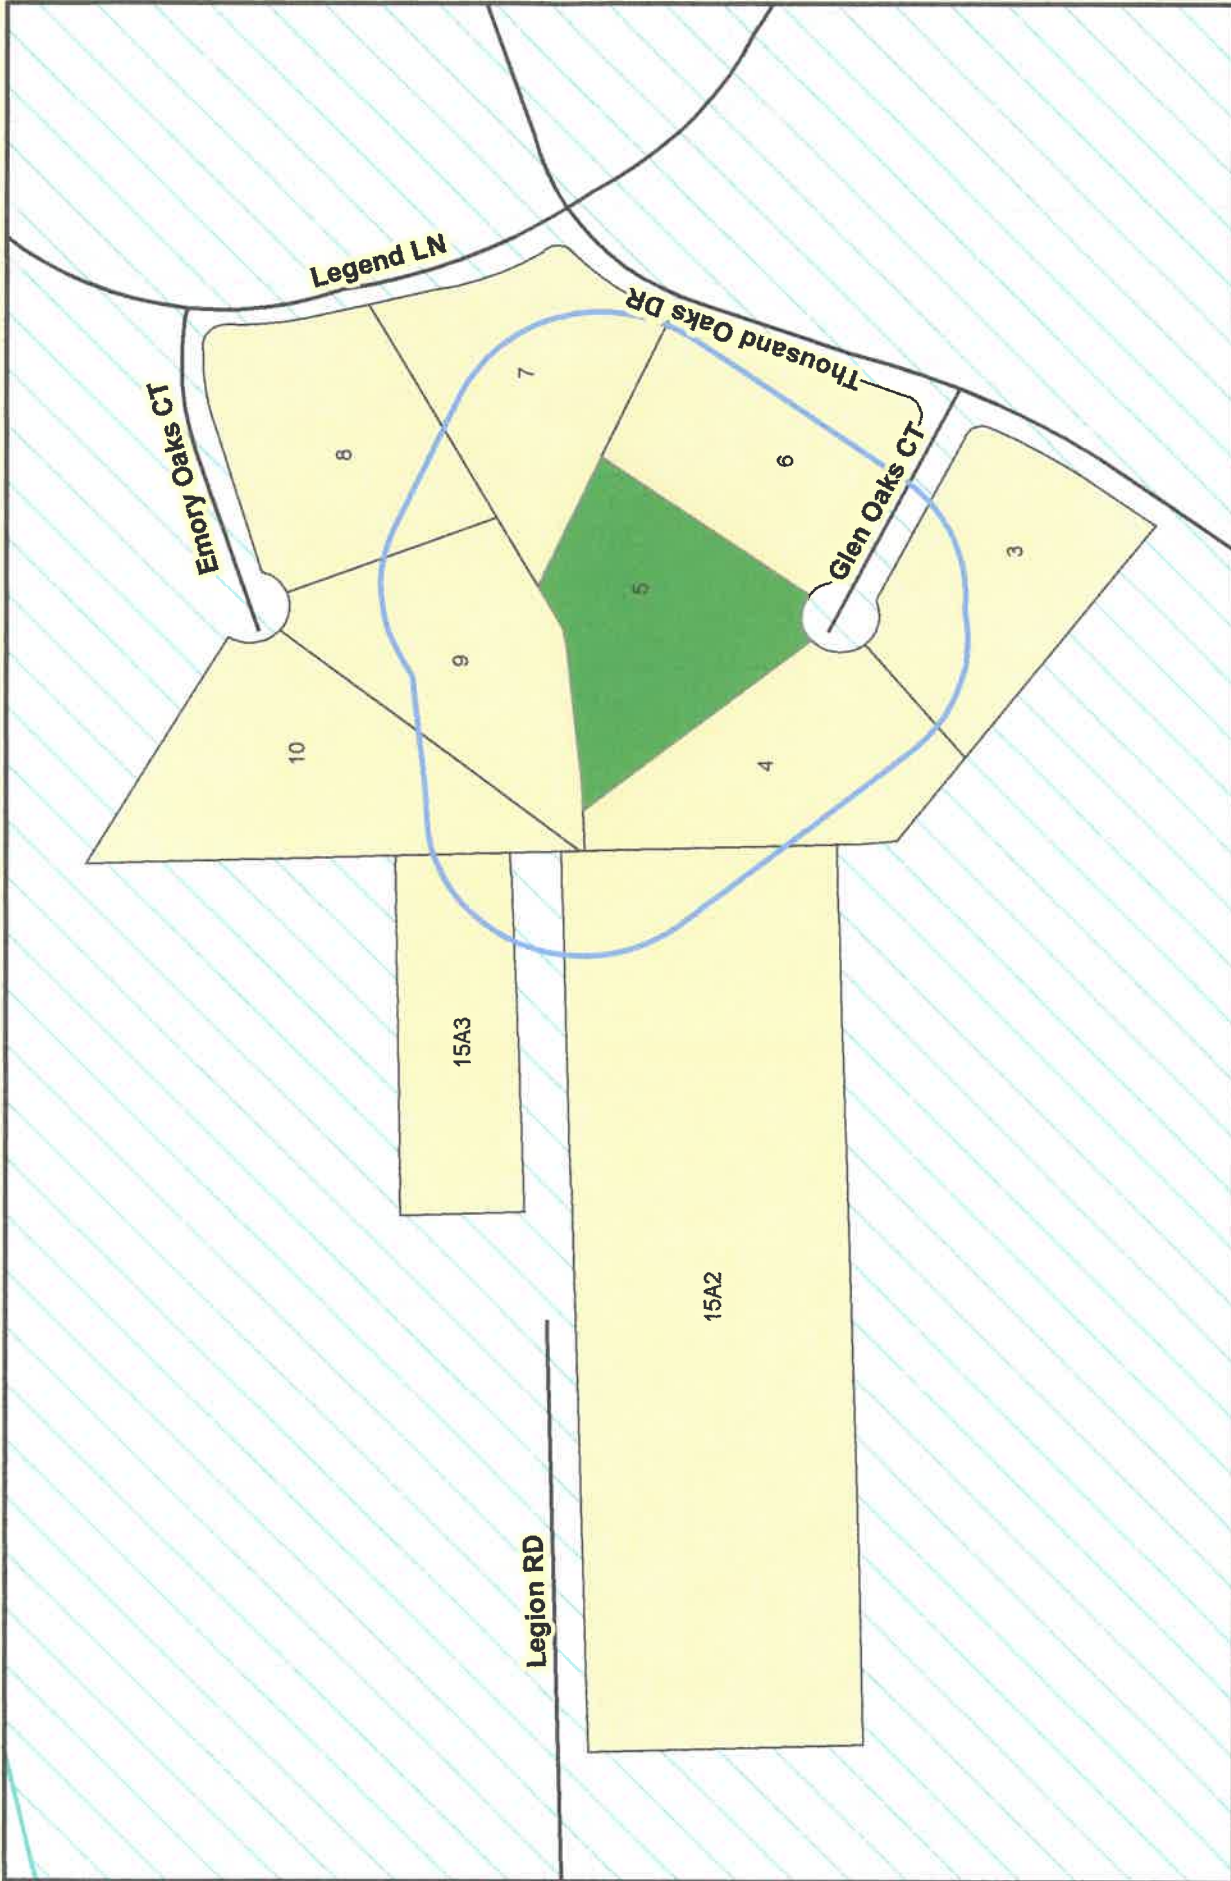 Emory Oaks CT
Legend LN
8
7
Thousand Oaks DR
6
Glen Oaks CT
3
5
9
10
4
15A3
15A2
Legion RD